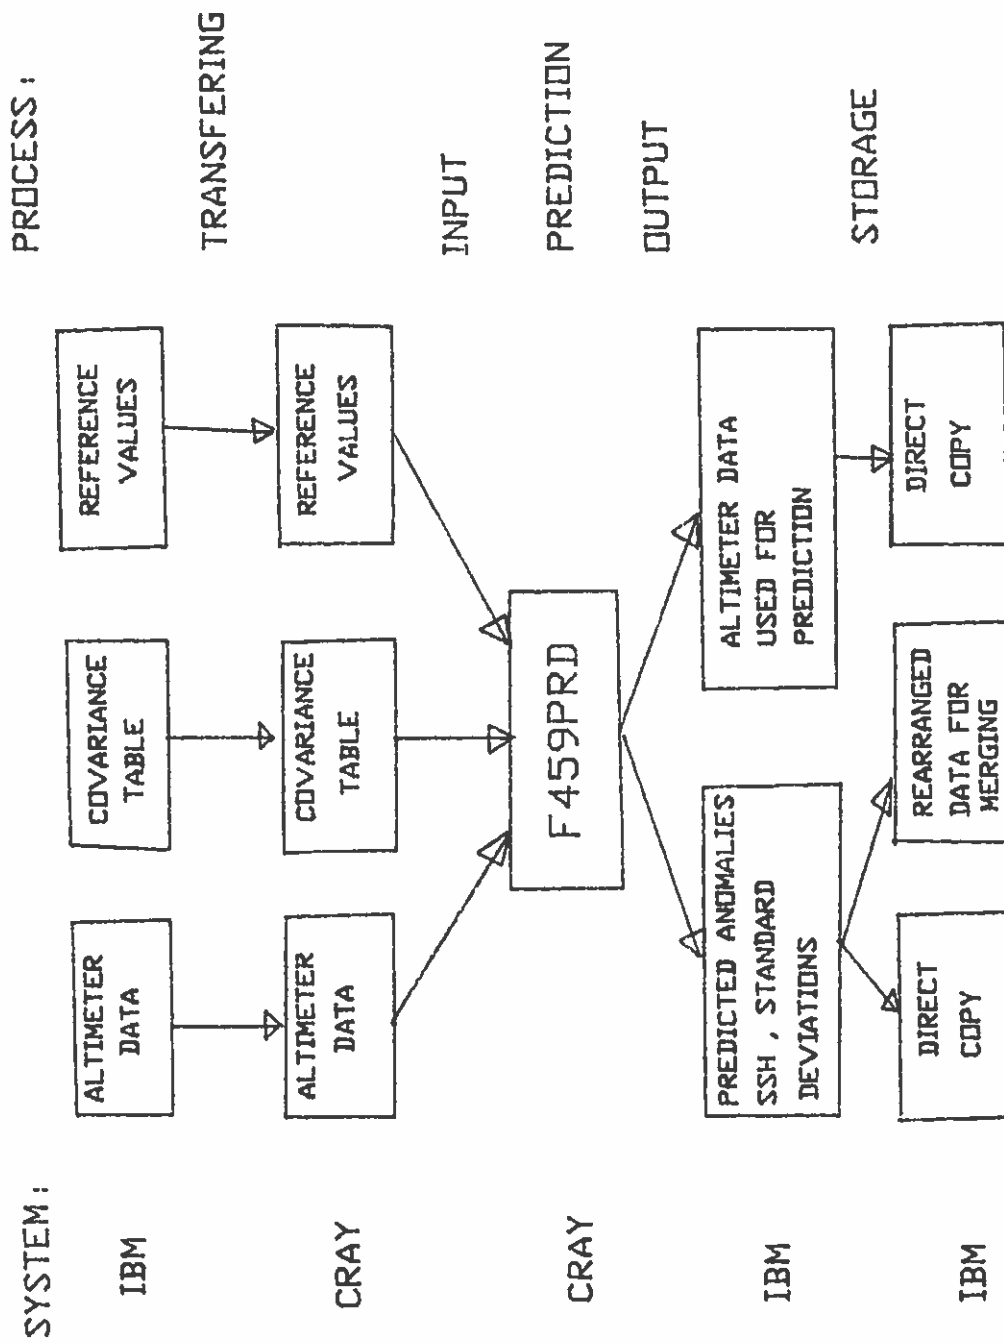 SYSTEM:
PROCESS:
IBM
ALTIMETER
DATA
COVARIANCE
TABLE
REFERENCE
VALUES
TRANSFERING
CRAY
ALTIMETER
DATA
COVARIANCE
TABLE
REFERENCE
VALUES
INPUT
CRAY
F459PRD
PREDICTION
OUTPUT
IBM
PREDICTED ANOMALIES
SSH , STANDARD
DEVIATIONS
ALTIMETER DATA
USED FOR
PREDICTION
STORAGE
IBM
DIRECT
COPY
REARRANGED
DATA FOR
MERGING
DIRECT
COPY